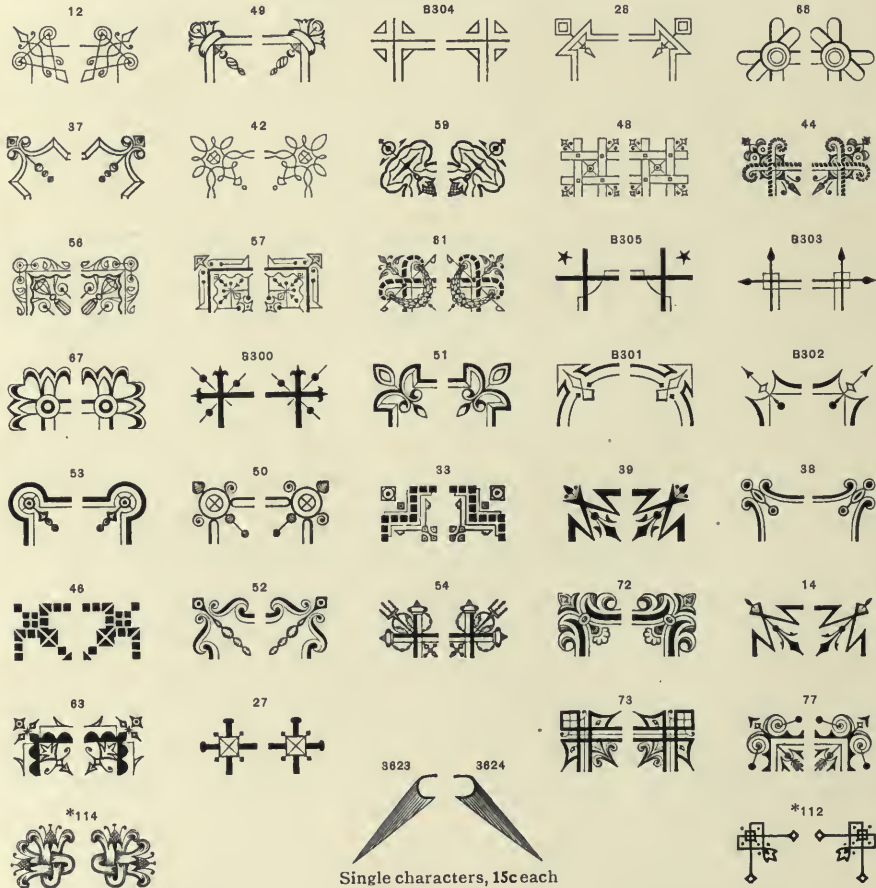 12 49 B304 28 68
37 42 59 48 44
56 57 81 B305 B303
67 B300 51 B301 B302
53 50 33 39 38
46 52 54 72 14
63 27 73 77
3623 3624
*114 *112
Single characters, 15c each